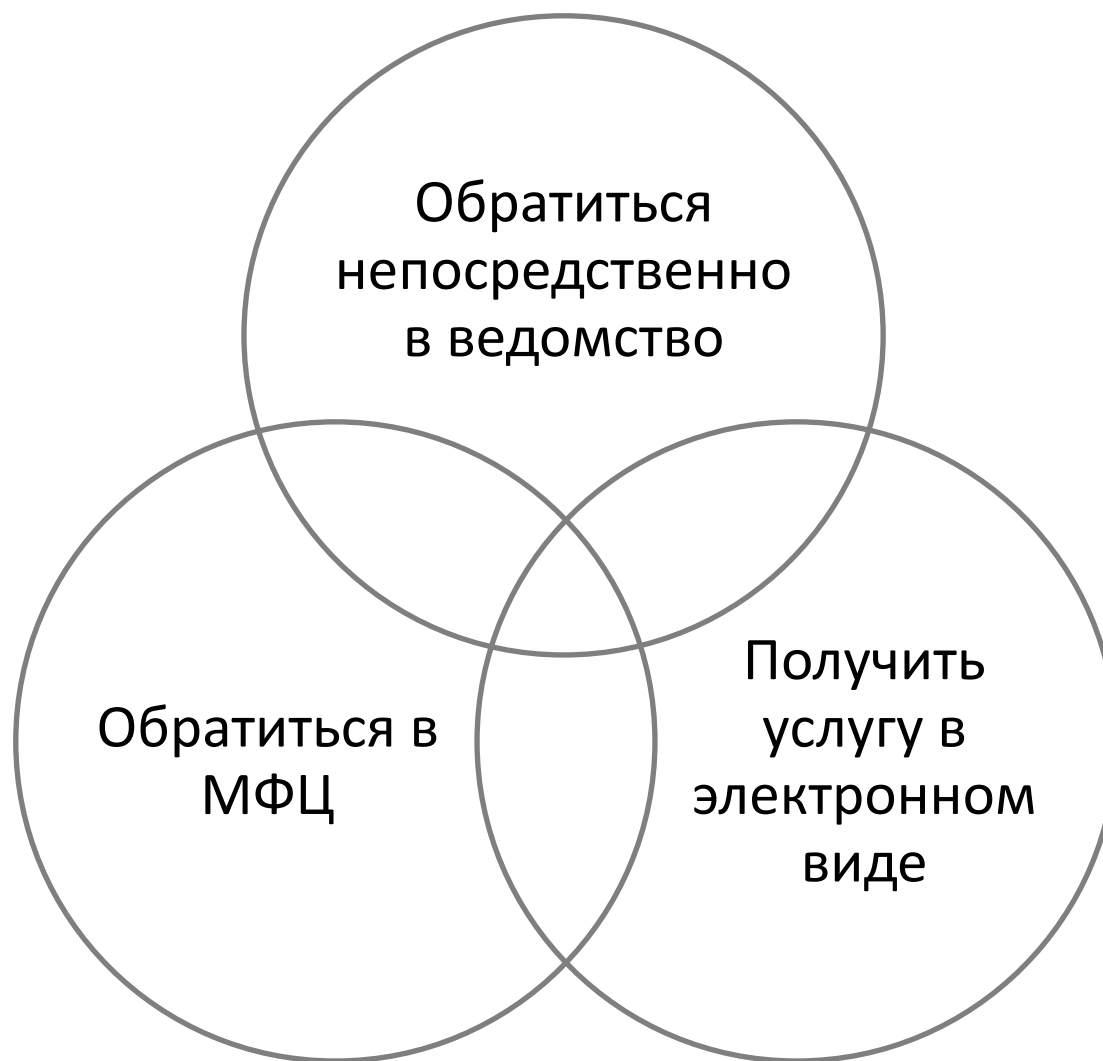 Обратиться
непосредственно
в ведомство
Обратиться в
МФЦ
Получить
услугу в
электронном
виде